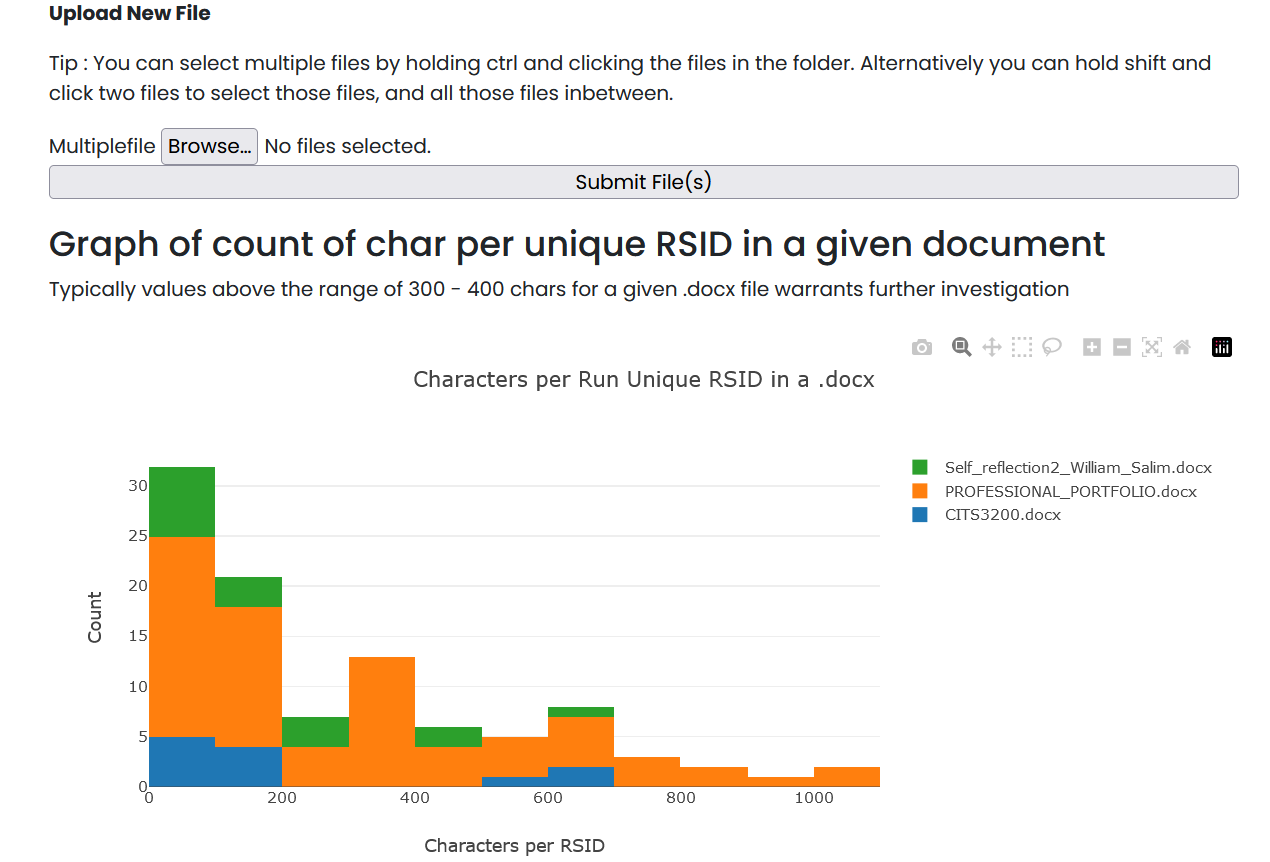 Upload New File
Tip : You can select multiple files by holding ctrl and clicking the files in the folder. Alternatively you can hold shift and
click two files to select those files, and all those files inbetween.
Multiplefile Browse... No files selected.
Submit File(s)
Graph of count of char per unique RSID in a given document
Typically values above the range of 300 - 400 chars for a given .docx file warrants further investigation
Characters per Run Unique RSID in a .docx
Self_reflection2_William_Salim.docx
PROFESSIONAL_PORTFOLIO.docx
CITS3200.docx
30
25
20
15
10
5
0
Count
0 200 400 600 800 1000
Characters per RSID